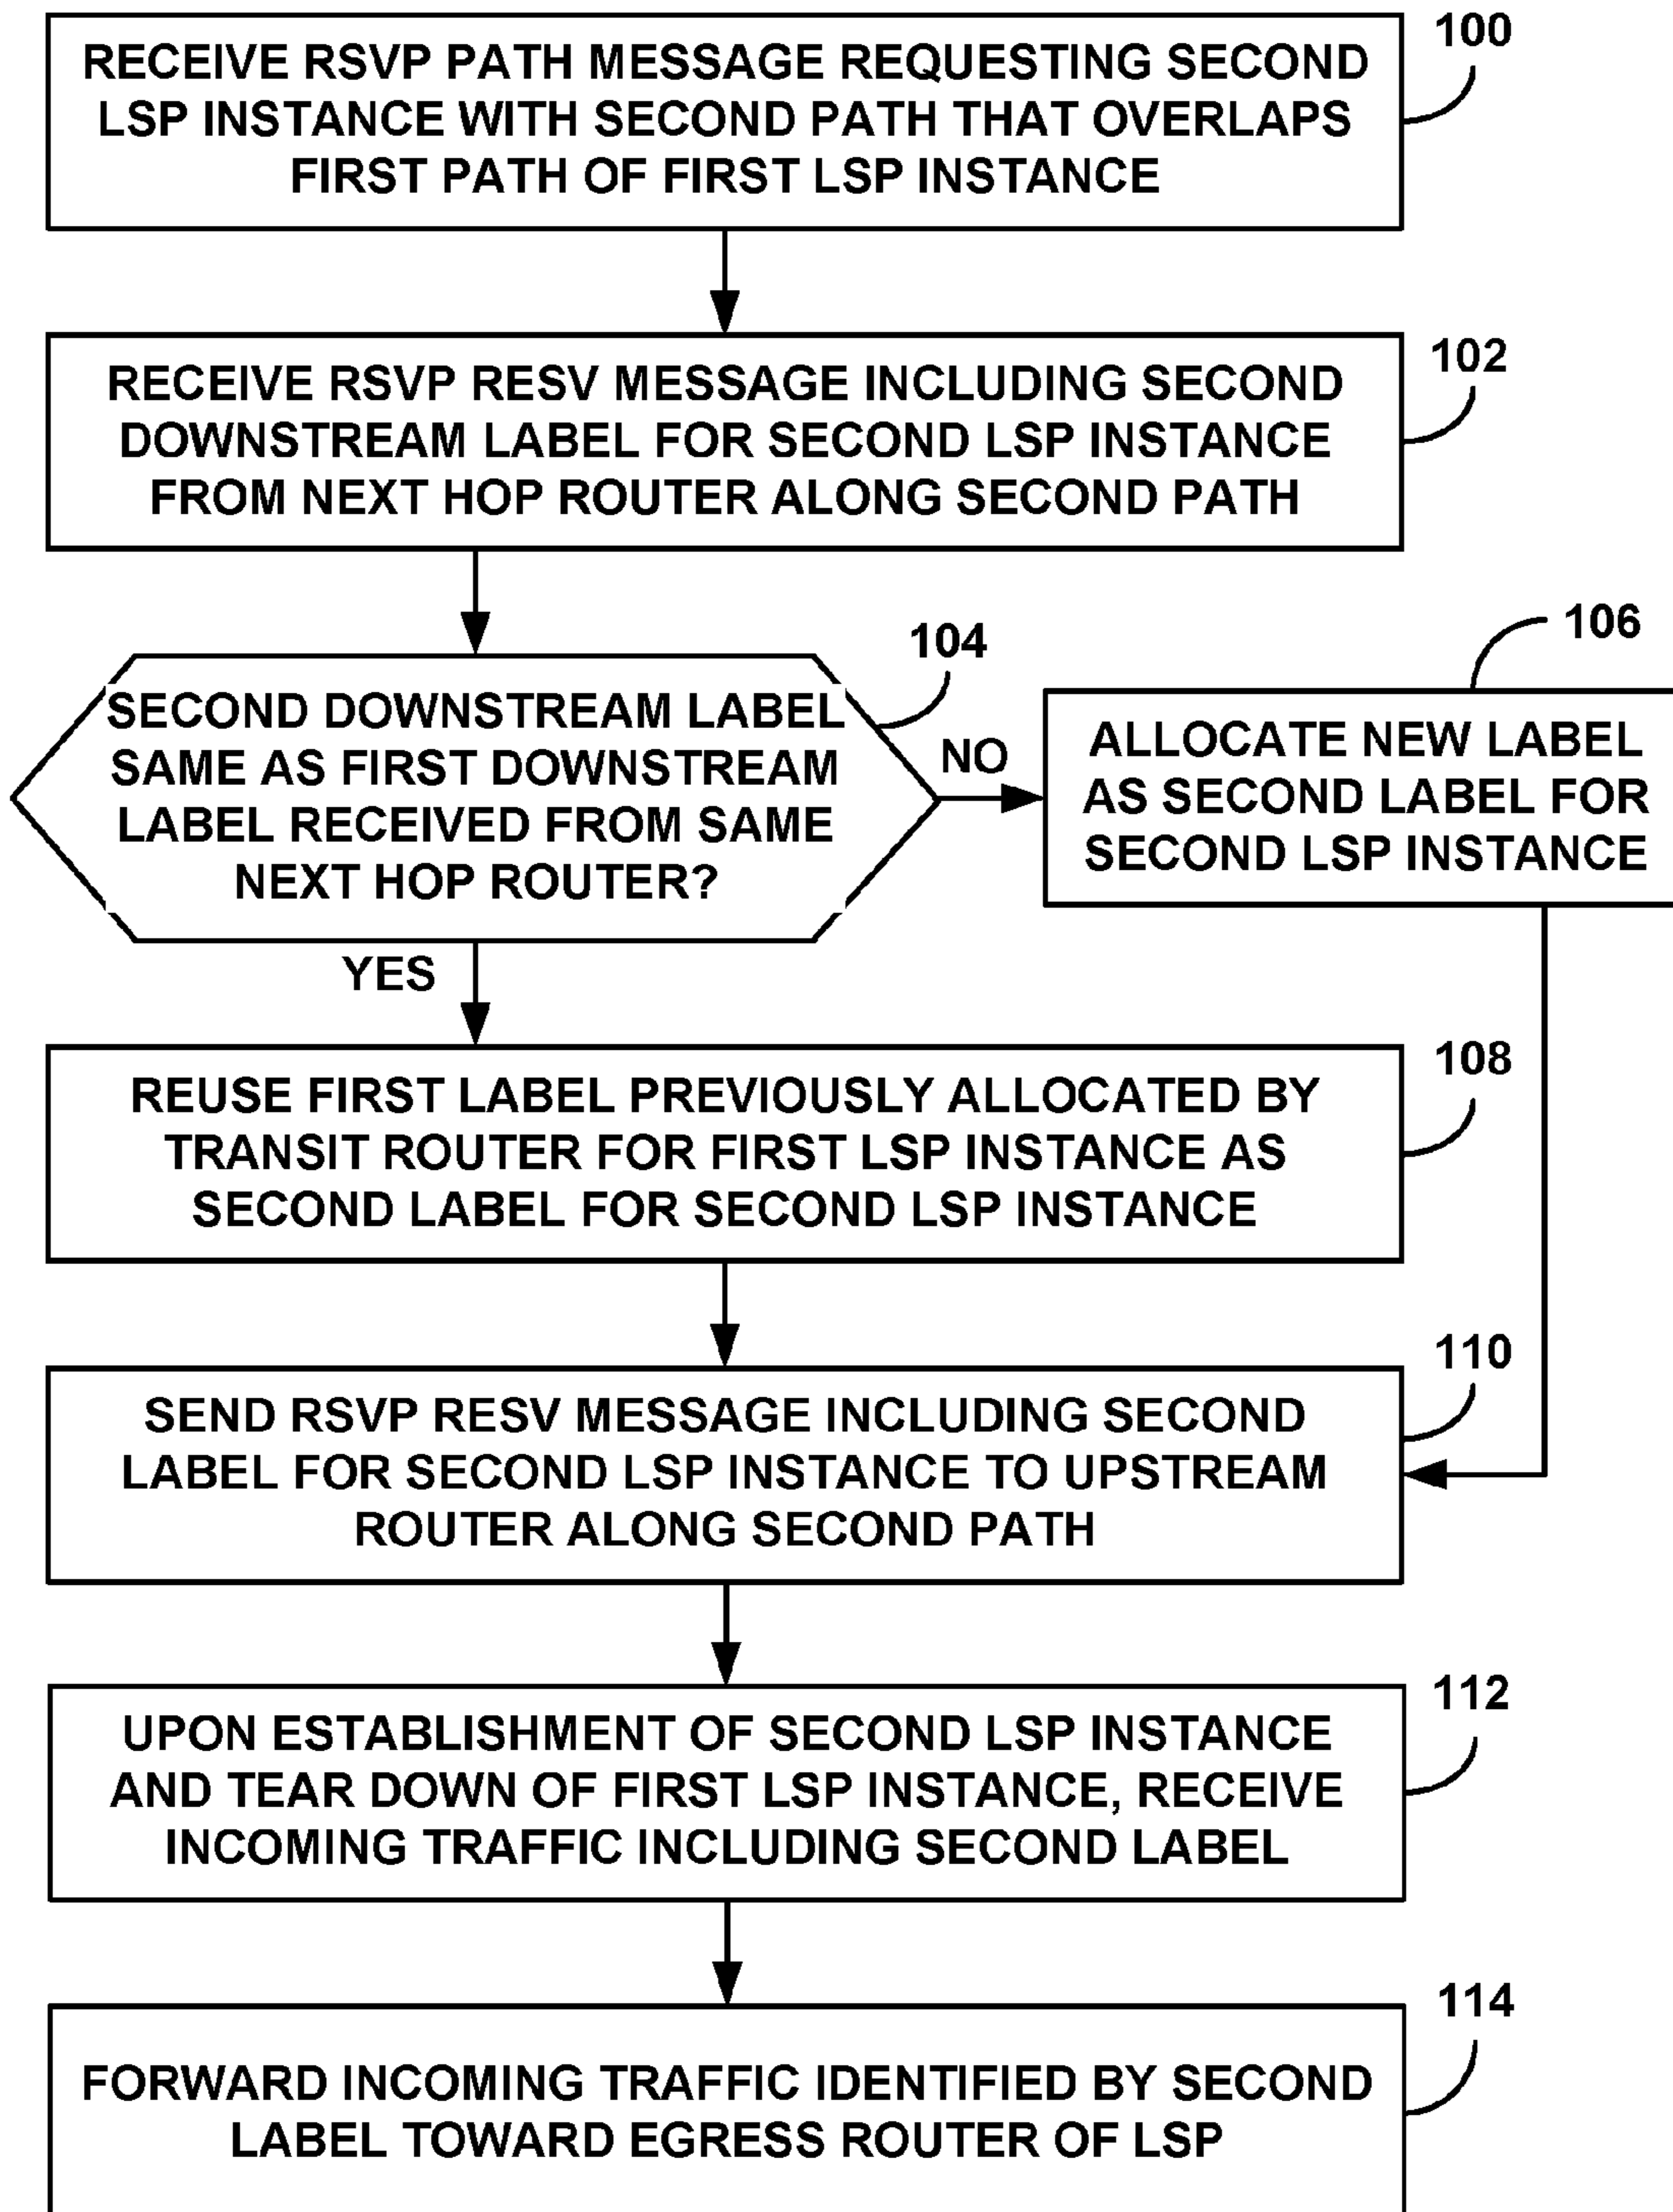 100
RECEIVE RSVP PATH MESSAGE REQUESTING SECOND
LSP INSTANCE WITH SECOND PATH THAT OVERLAPS
FIRST PATH OF FIRST LSP INSTANCE
102
RECEIVE RSVP RESV MESSAGE INCLUDING SECOND
DOWNSTREAM LABEL FOR SECOND LSP INSTANCE
FROM NEXT HOP ROUTER ALONG SECOND PATH
104
SECOND DOWNSTREAM LABEL
SAME AS FIRST DOWNSTREAM
LABEL RECEIVED FROM SAME
NEXT HOP ROUTER?
NO
106
ALLOCATE NEW LABEL
AS SECOND LABEL FOR
SECOND LSP INSTANCE
YES
108
REUSE FIRST LABEL PREVIOUSLY ALLOCATED BY
TRANSIT ROUTER FOR FIRST LSP INSTANCE AS
SECOND LABEL FOR SECOND LSP INSTANCE
110
SEND RSVP RESV MESSAGE INCLUDING SECOND
LABEL FOR SECOND LSP INSTANCE TO UPSTREAM
ROUTER ALONG SECOND PATH
112
UPON ESTABLISHMENT OF SECOND LSP INSTANCE
AND TEAR DOWN OF FIRST LSP INSTANCE, RECEIVE
INCOMING TRAFFIC INCLUDING SECOND LABEL
114
FORWARD INCOMING TRAFFIC IDENTIFIED BY SECOND
LABEL TOWARD EGRESS ROUTER OF LSP